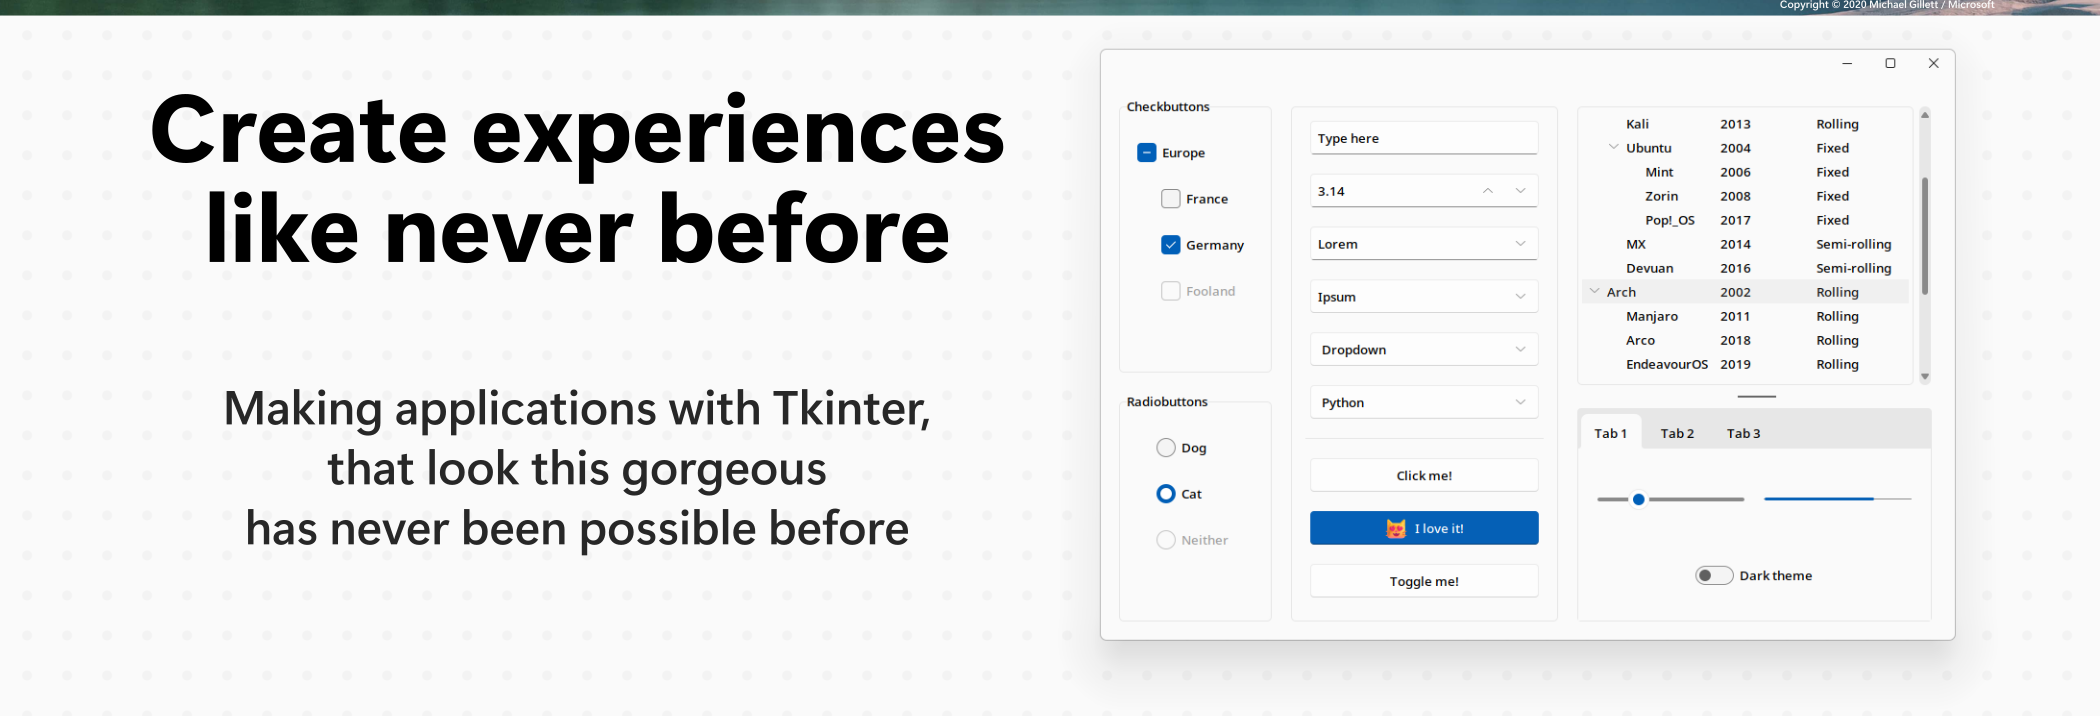 Copyright © 2020 Michael Gillett / Microsoft
Create experiences
like never before
Making applications with Tkinter,
that look this gorgeous
has never been possible before
Checkbuttons
Europe
France
Germany
Fooland
Radiobuttons
Dog
Cat
Neither
Type here
3.14
Lorem
Ipsum
Dropdown
Python
Click me!
I love it!
Toggle me!
Kali 2013 Rolling
Ubuntu 2004 Fixed
Mint 2006 Fixed
Zorin 2008 Fixed
Pop!_OS 2017 Fixed
MX 2014 Semi-rolling
Devuan 2016 Semi-rolling
Arch 2002 Rolling
Manjaro 2011 Rolling
Arco 2018 Rolling
EndeavourOS 2019 Rolling
Tab 1 Tab 2 Tab 3
Dark theme